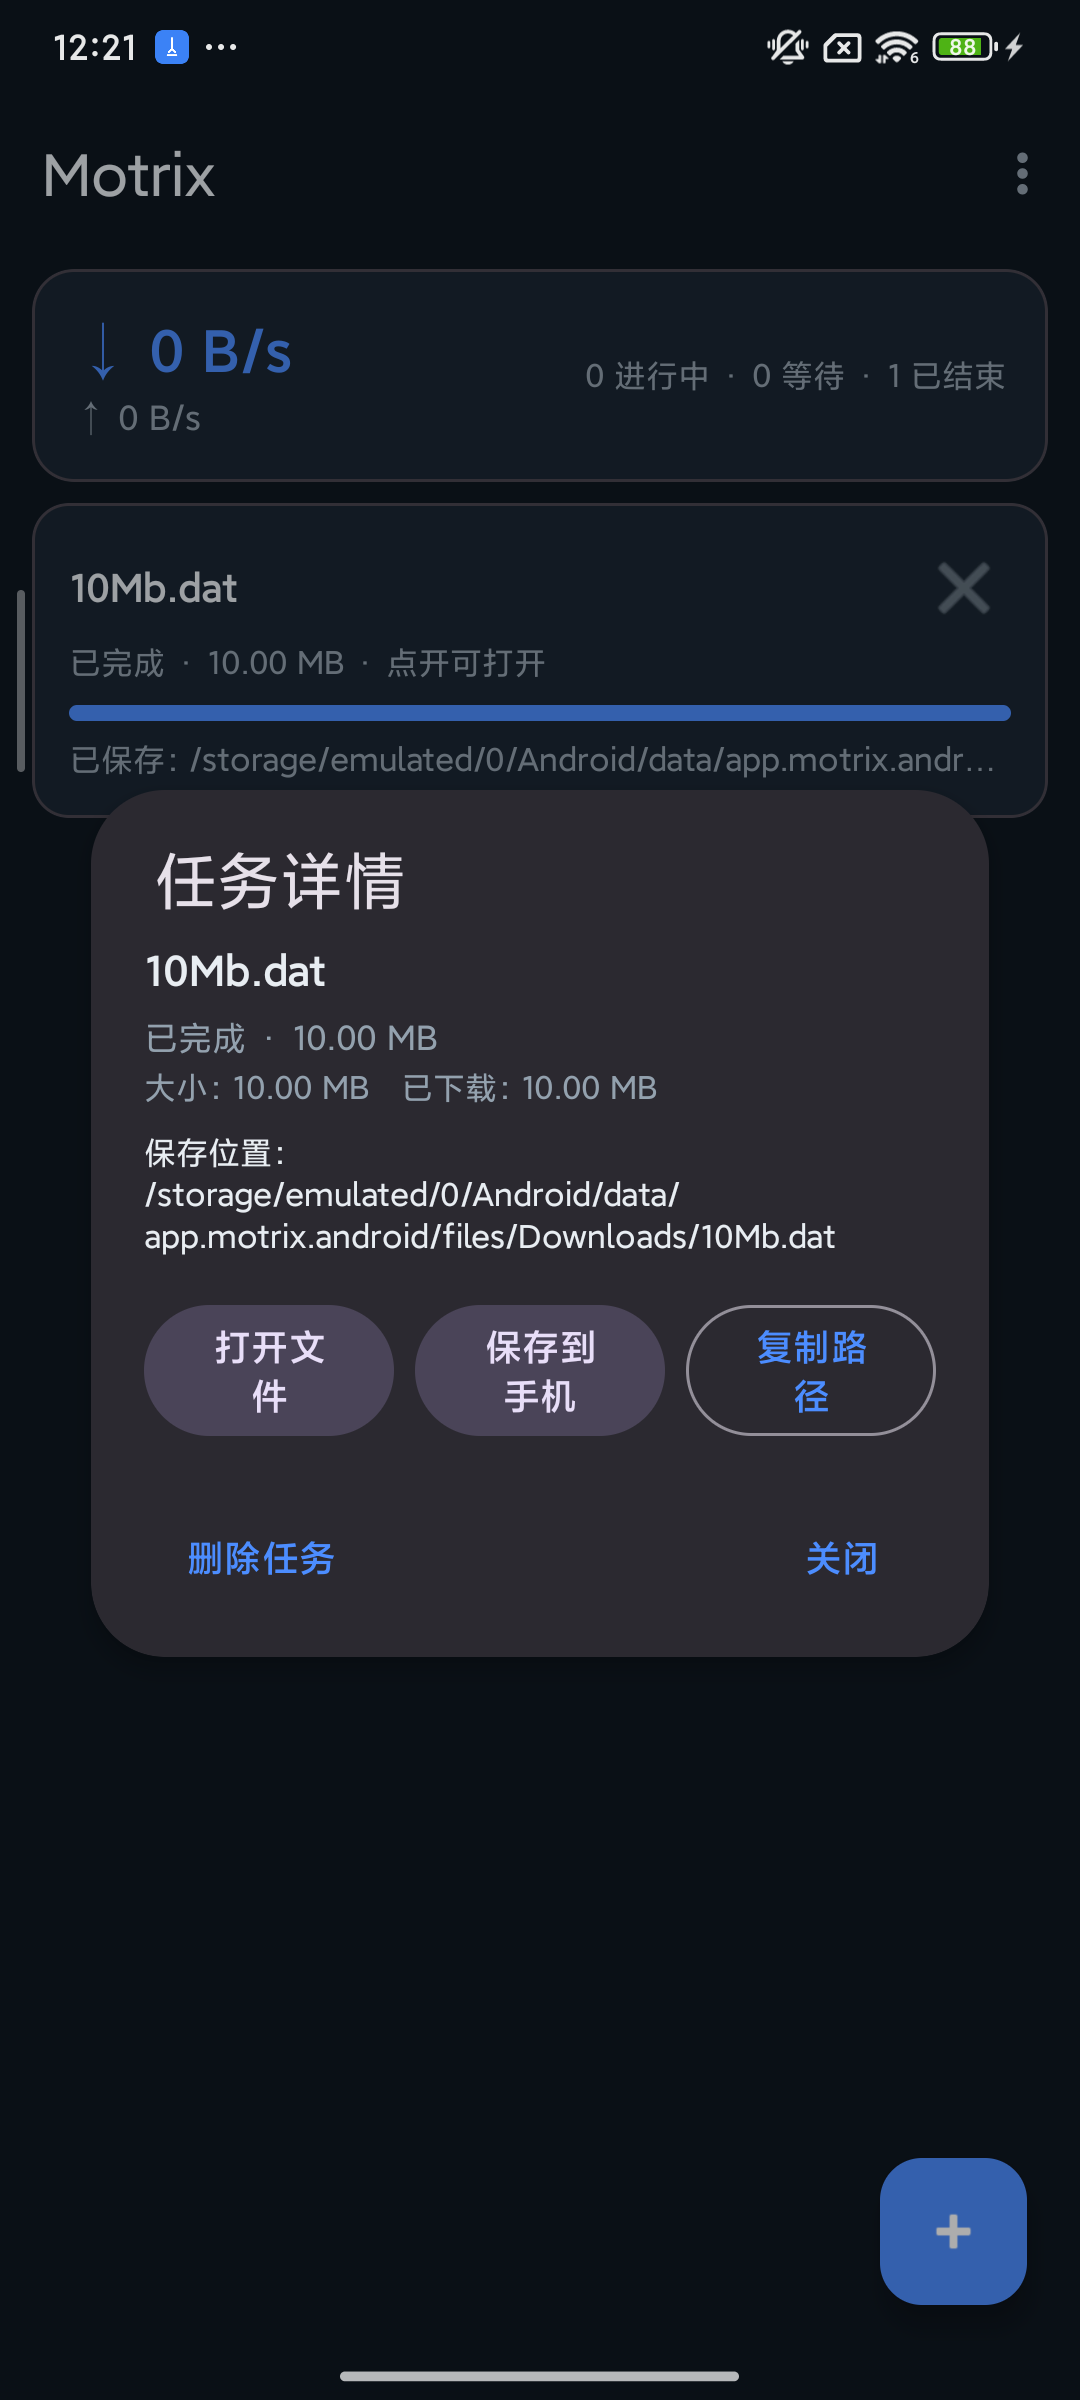 12:21
6
88
Motrix
↓ 0 B/s
0 进行中 · 0 等待 · 1 已结束
↑ 0 B/s
10Mb.dat
已完成 · 10.00 MB · 点开可打开
已保存: /storage/emulated/0/Android/data/app.motrix.andr…
任务详情
10Mb.dat
已完成 · 10.00 MB
大小: 10.00 MB 已下载: 10.00 MB
保存位置:
/storage/emulated/0/Android/data/
app.motrix.android/files/Downloads/10Mb.dat
打开文
件
保存到
手机
复制路
径
删除任务
关闭